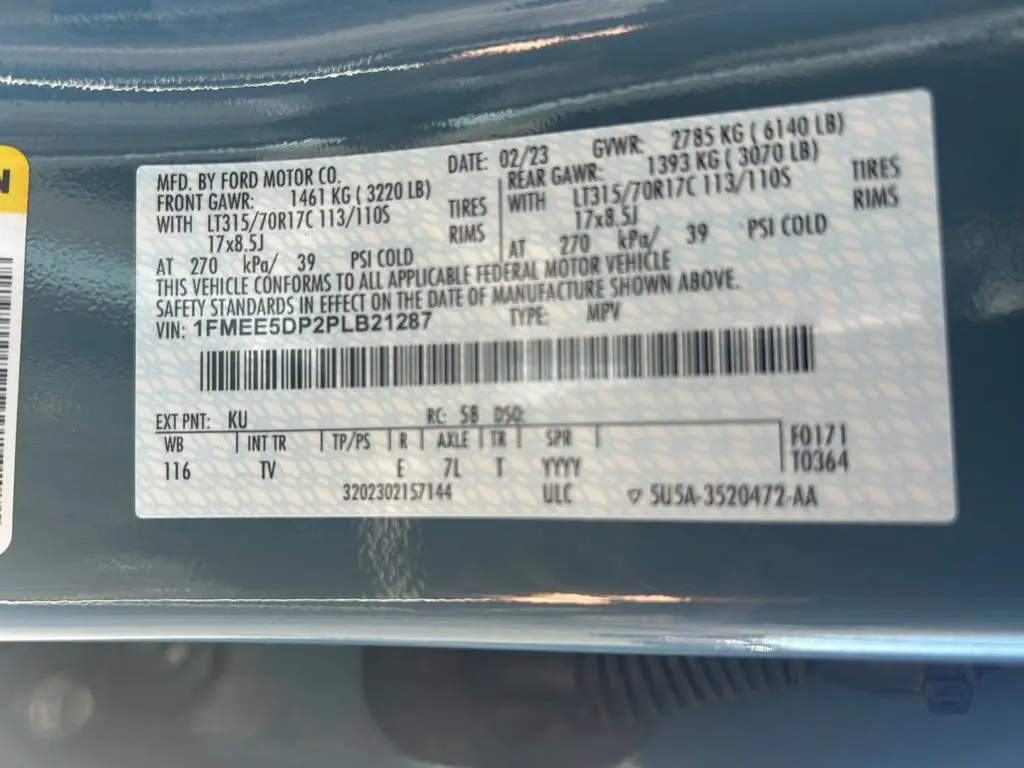 MFD. BY FORD MOTOR CO. DATE: 02/23 GVWR: 2785 KG ( 6140 LB)
FRONT GAWR: 1461 KG ( 3220 LB) REAR GAWR: 1393 KG ( 3070 LB)
WITH LT315/70R17C 113/110S TIRES WITH LT315/70R17C 113/110S TIRES
17x8.5J RIMS 17x8.5J RIMS
AT 270 kPa/ 39 PSI COLD AT 270 kPa/ 39 PSI COLD
THIS VEHICLE CONFORMS TO ALL APPLICABLE FEDERAL MOTOR VEHICLE
SAFETY STANDARDS IN EFFECT ON THE DATE OF MANUFACTURE SHOWN ABOVE.
VIN: 1FMEE5DP2PLB21287 TYPE: MPV
EXT PNT: KU RC: 58 DSO:
WB INT TR TP/PS R AXLE TR SPR F0171
116 TV E 7L T YYYY T0364
3202302157144 ULC 5U5A-3520472-AA
N